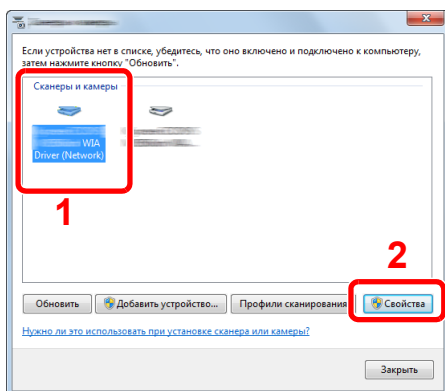 Если устройства нет в списке, убедитесь, что оно включено и подключено к компьютеру,
затем нажмите кнопку "Обновить".
Сканеры и камеры
WIA
Driver (Network)
1
2
Обновить
Добавить устройство...
Профили сканирования
Свойства
Нужно ли это использовать при установке сканера или камеры?
Закрыть